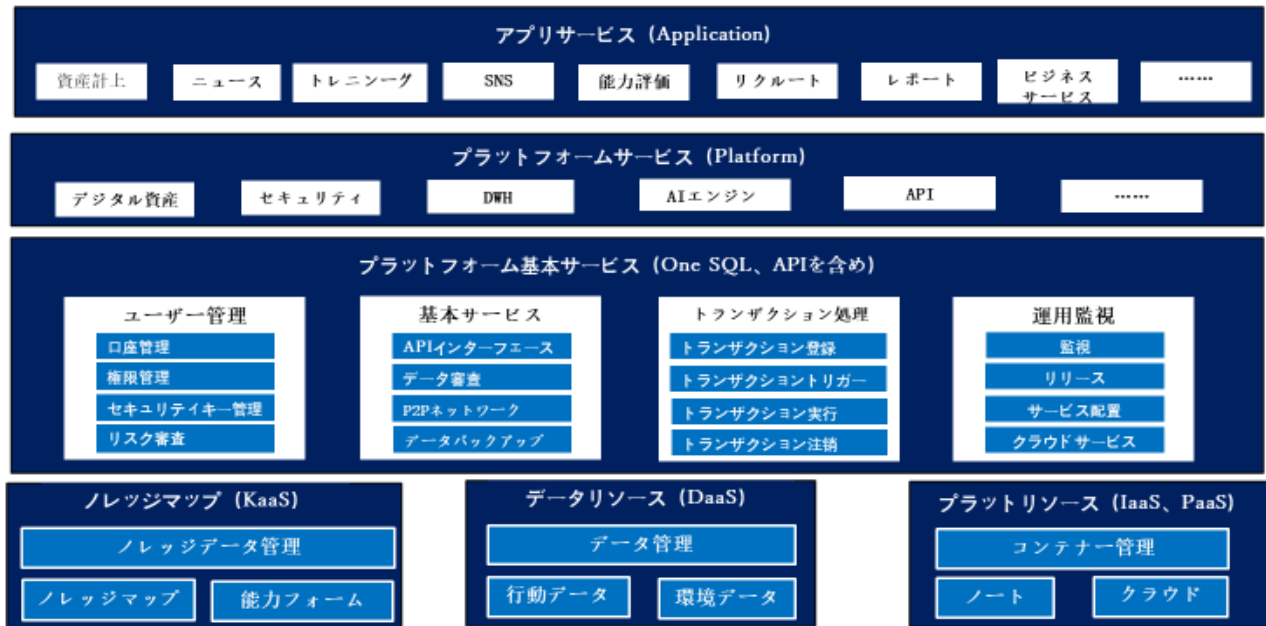 アプリサービス (Application)
資産計上
ニュース
トレニンーグ
SNS
能力評価
リクルート
レポート
ビジネス
サービス
……
プラットフォームサービス (Platform)
デジタル資産
セキュリティ
DWH
AIエンジン
API
……
プラットフォーム基本サービス (One SQL、APIを含め)
ユーザー管理
口座管理
権限管理
セキュリテイキー管理
リスク審査
基本サービス
APIインターフェース
データ審査
P2Pネットワーク
データバックアップ
トランザクション処理
トランザクション登録
トランザクショントリガー
トランザクション実行
トランザクション注銷
運用監視
監視
リリース
サービス配置
クラウドサービス
ノレッジマップ (KaaS)
ノレッジデータ管理
ノレッジマップ
能力フォーム
データリソース (DaaS)
データ管理
行動データ
環境データ
プラットリソース (IaaS、PaaS)
コンテナー管理
ノート
クラウド